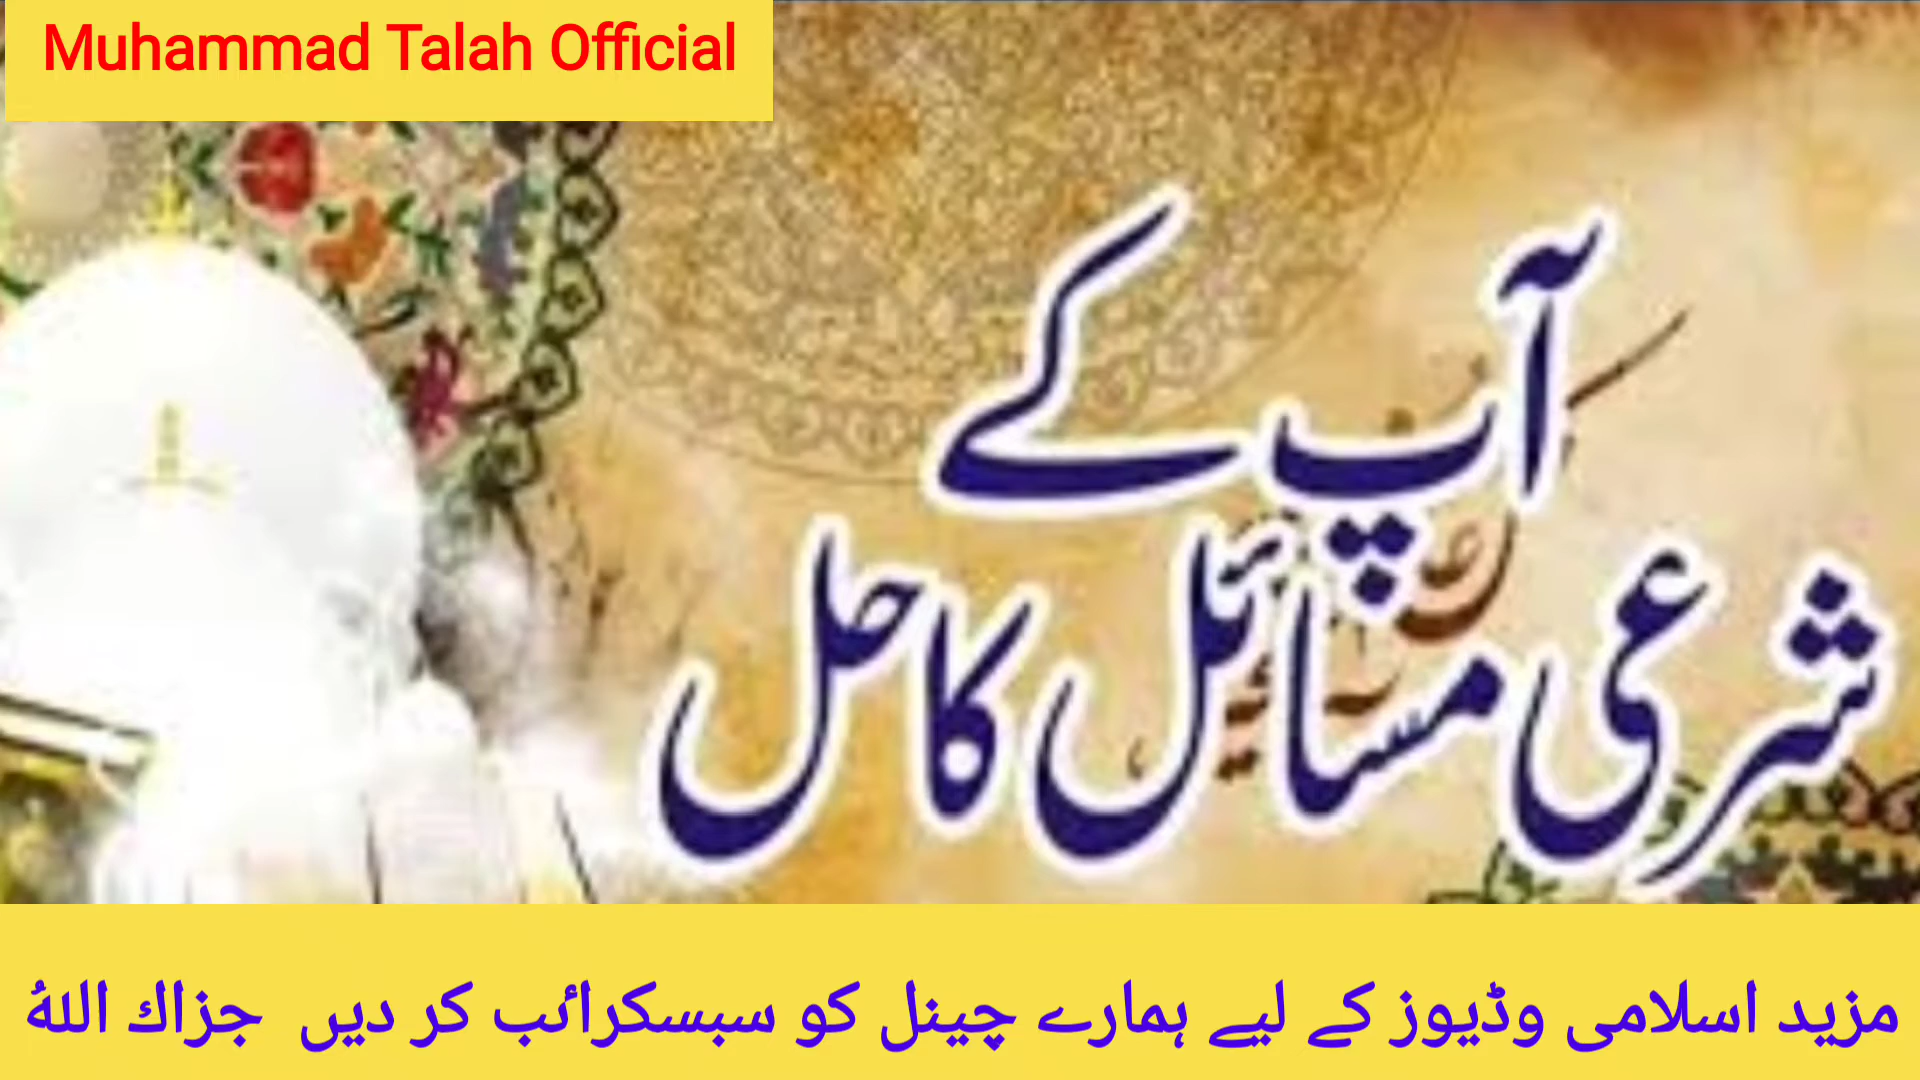 Muhammad Talah Official
آپ کے
شرعی مسائل کا حل
مزید اسلامی وڈیوز کے لیے ہمارے چینل کو سبسکرائب کر دیں جزاك اللهُ